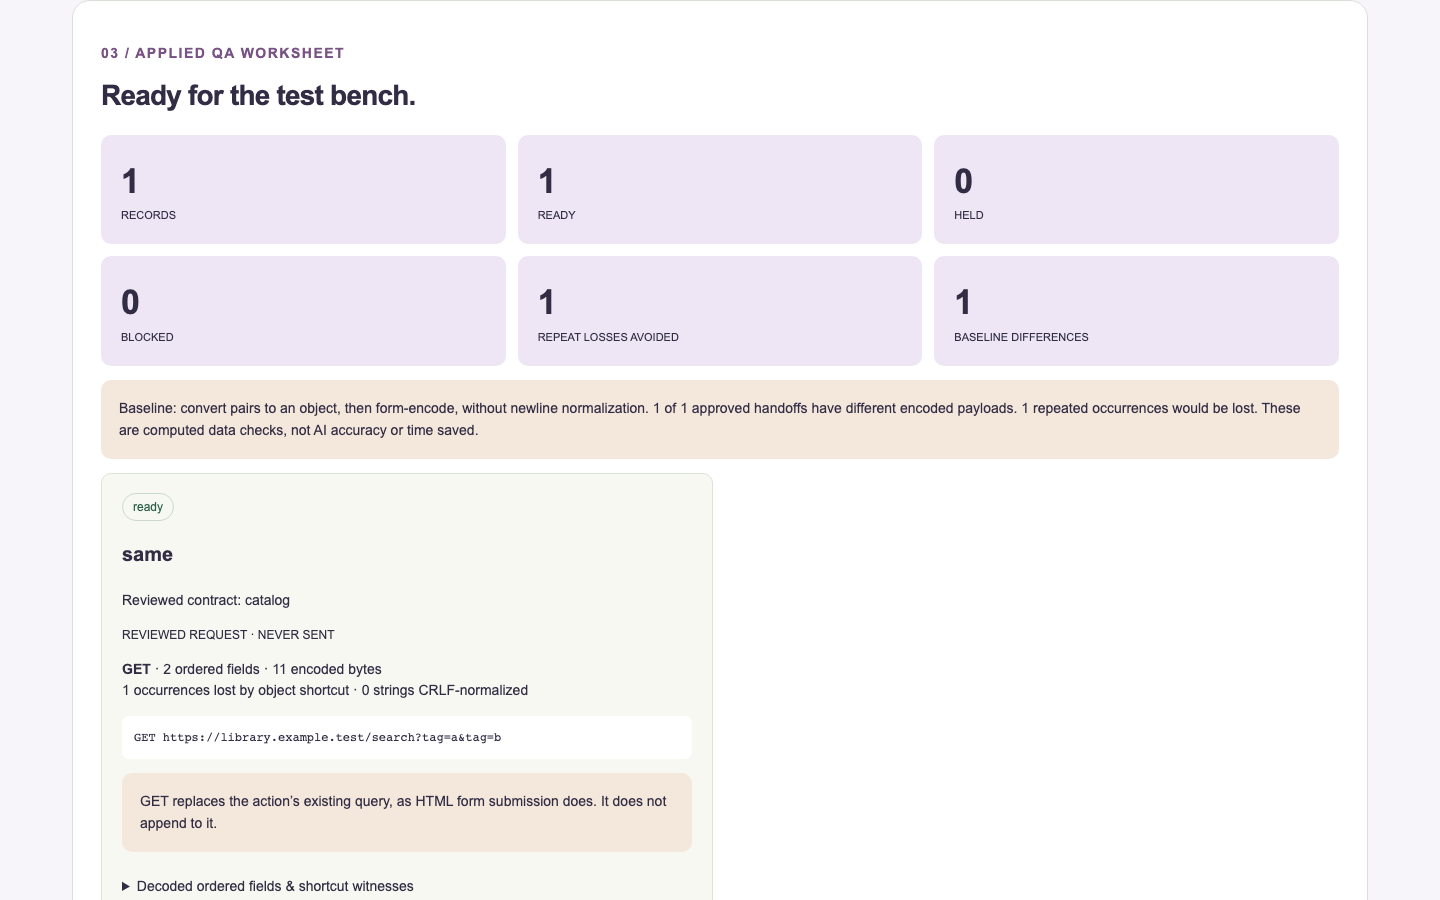 03 / APPLIED QA WORKSHEET
Ready for the test bench.
1
RECORDS
1
READY
0
HELD
0
BLOCKED
1
REPEAT LOSSES AVOIDED
1
BASELINE DIFFERENCES
Baseline: convert pairs to an object, then form-encode, without newline normalization. 1 of 1 approved handoffs have different encoded payloads. 1 repeated occurrences would be lost. These
are computed data checks, not AI accuracy or time saved.
ready
same
Reviewed contract: catalog
REVIEWED REQUEST · NEVER SENT
GET · 2 ordered fields · 11 encoded bytes
1 occurrences lost by object shortcut · 0 strings CRLF-normalized
GET https://library.example.test/search?tag=a&tag=b
GET replaces the action’s existing query, as HTML form submission does. It does not
append to it.
Decoded ordered fields & shortcut witnesses